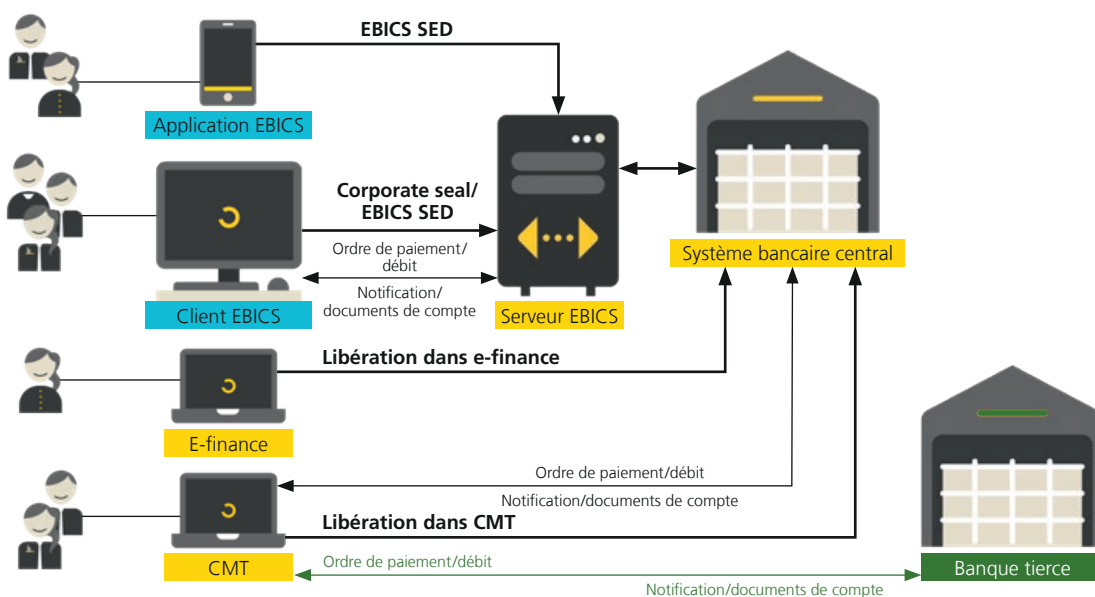 EBICS SED
Application EBICS
Corporate seal/
EBICS SED
Ordre de paiement/
débit
Notification/
documents de compte
Client EBICS
Serveur EBICS
Système bancaire central
Libération dans e-finance
E-finance
Ordre de paiement/débit
Notification/documents de compte
Libération dans CMT
CMT
Ordre de paiement/débit
Notification/documents de compte
Banque tierce